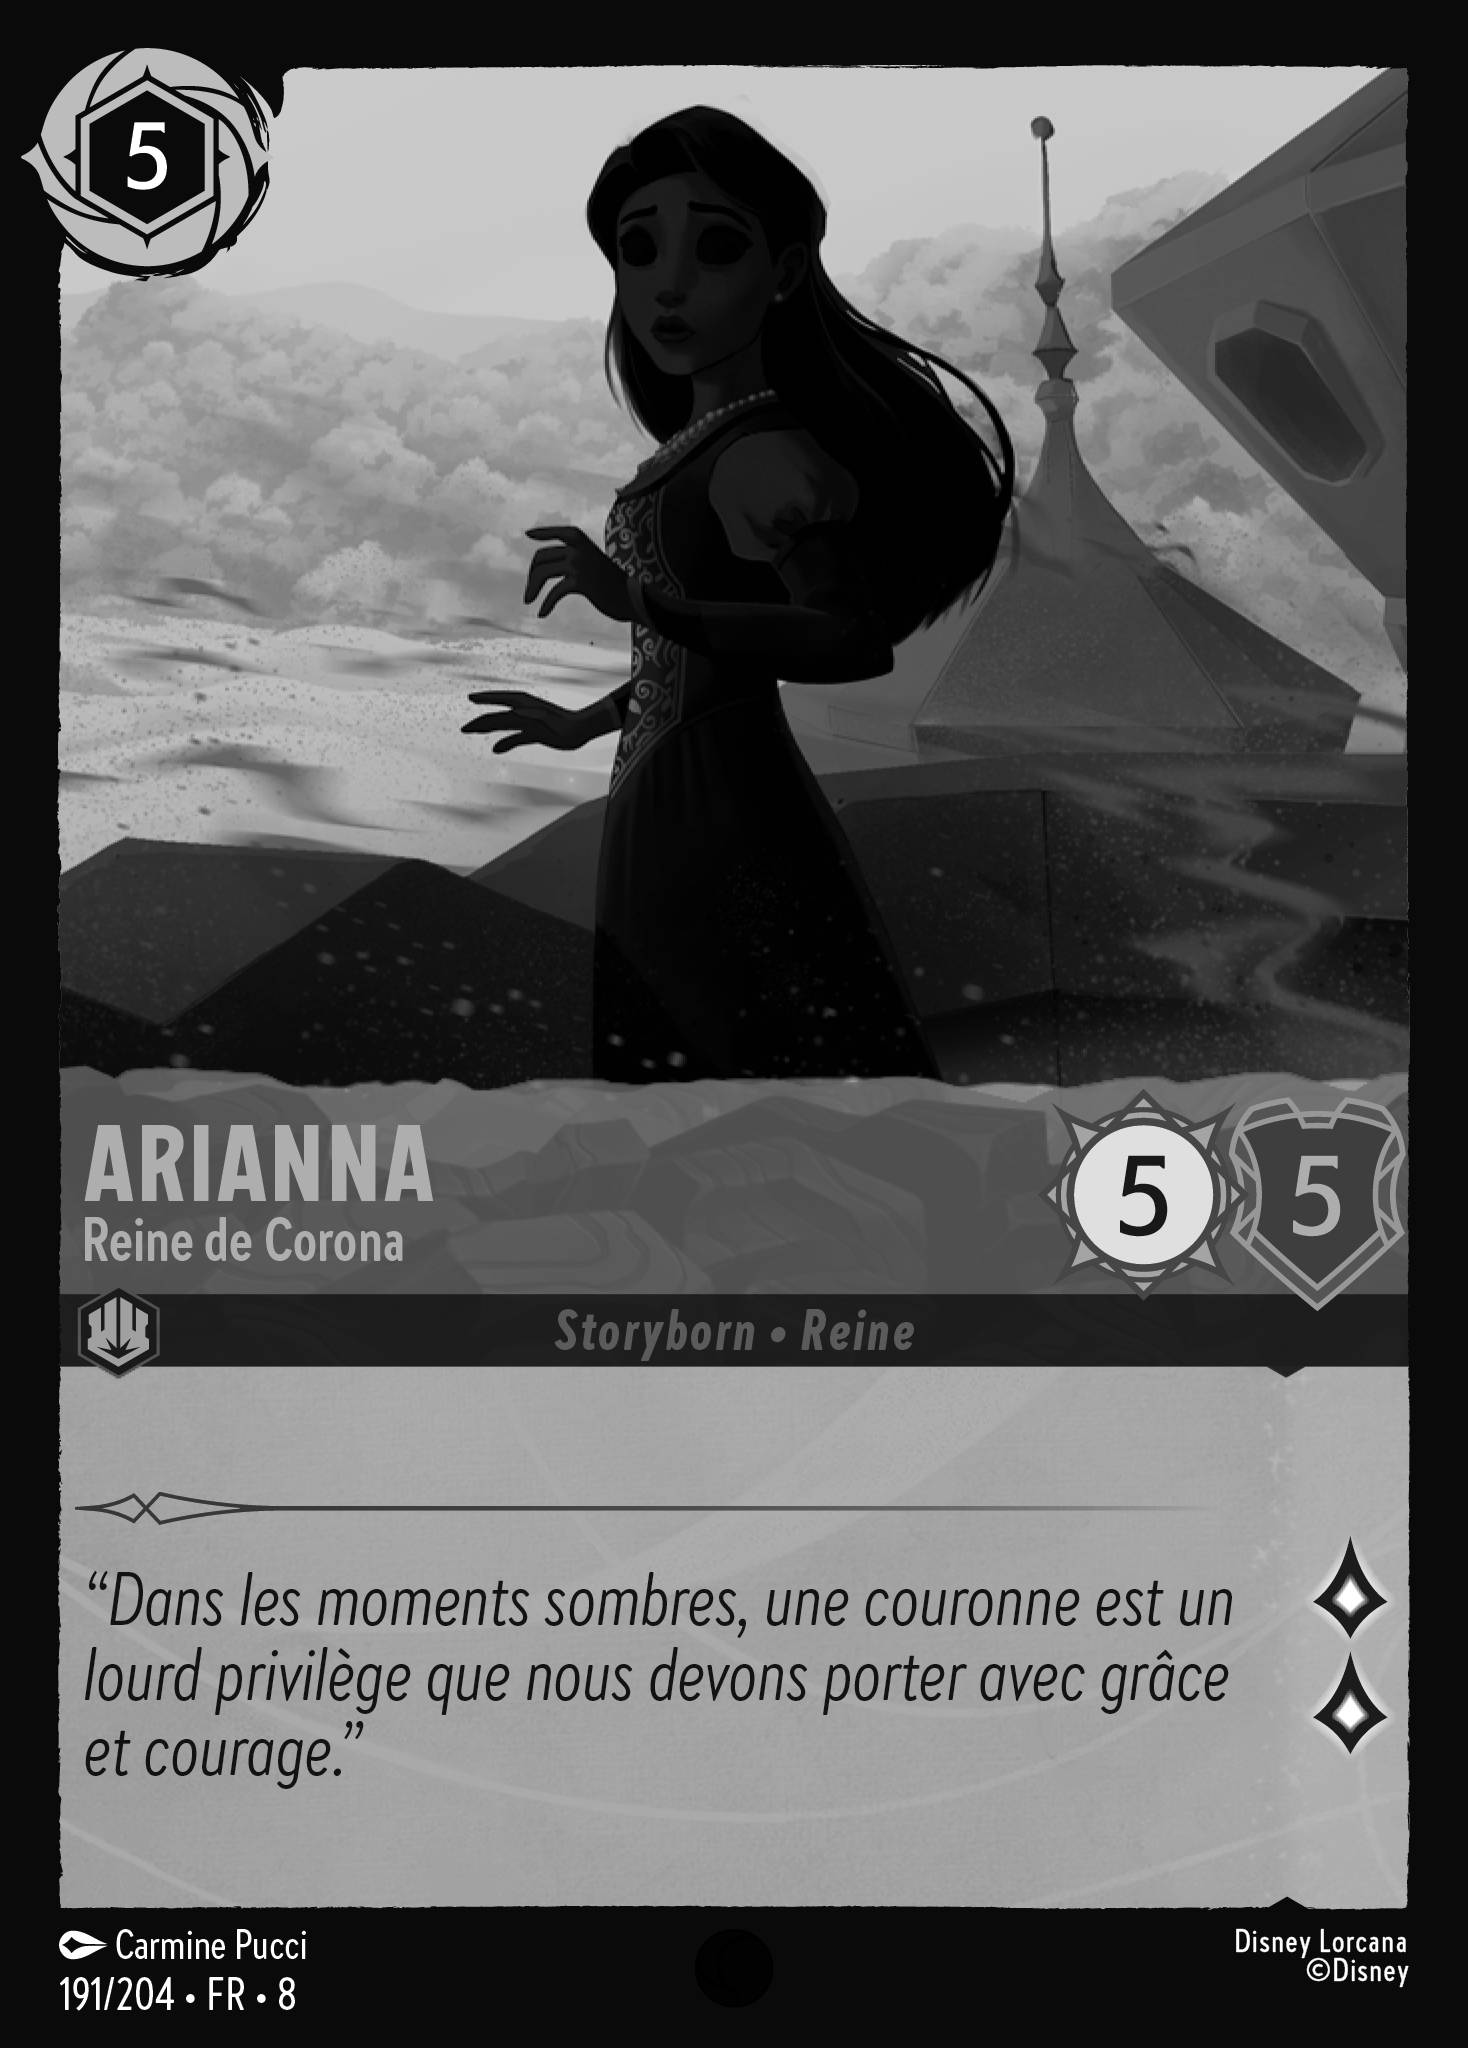 5
ARIANNA
Reine de Corona
5
5
Storyborn • Reine
“Dans les moments sombres, une couronne est un
lourd privilège que nous devons porter avec grâce
et courage.”
Carmine Pucci
191/204 • FR • 8
Disney Lorcana
©Disney